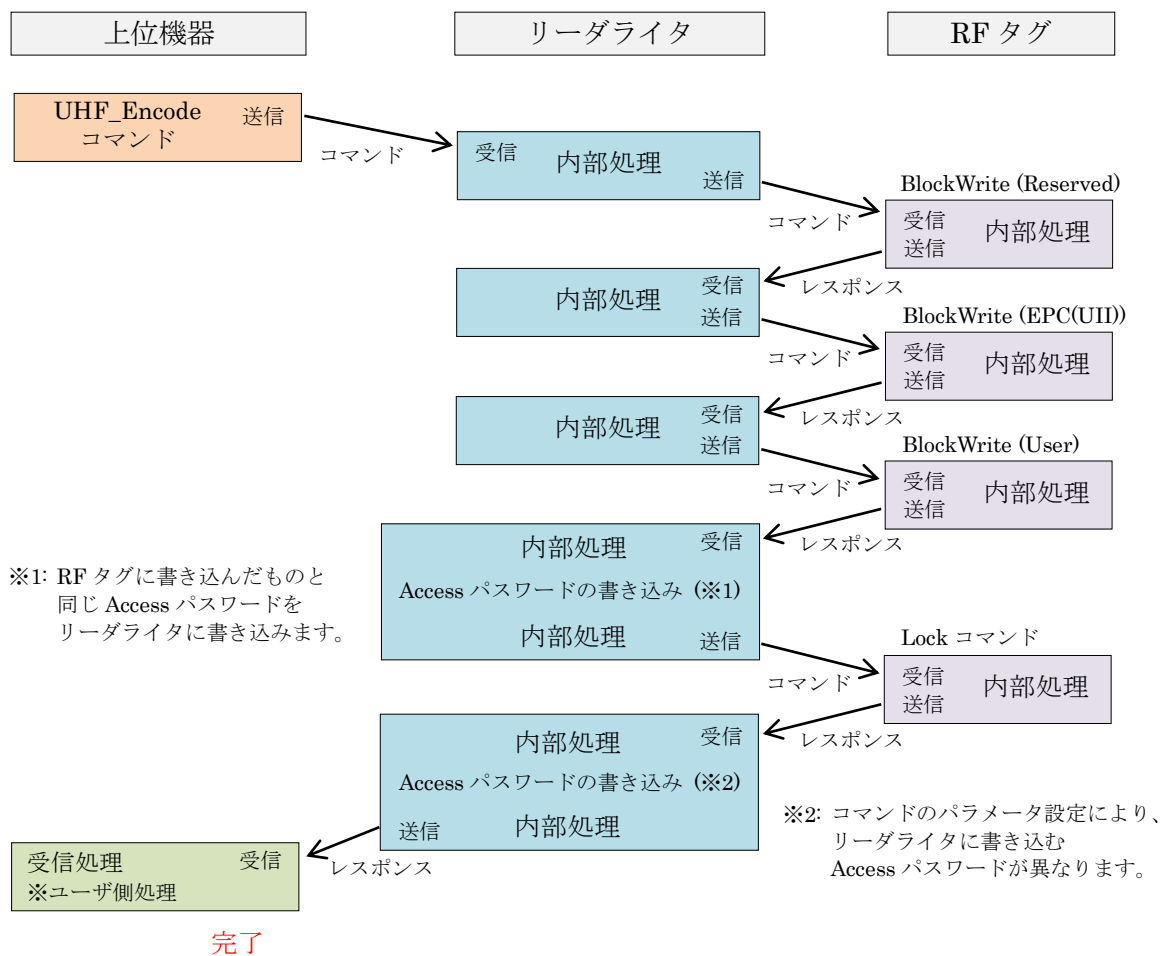 上位機器
リーダライタ
RF タグ
UHF_Encode
コマンド
送信
コマンド
受信
内部処理
送信
コマンド
BlockWrite (Reserved)
受信
送信
内部処理
レスポンス
内部処理
受信
送信
コマンド
BlockWrite (EPC(UII))
受信
送信
内部処理
レスポンス
内部処理
受信
送信
コマンド
BlockWrite (User)
受信
送信
内部処理
レスポンス
内部処理
受信
Access パスワードの書き込み (※1)
内部処理
送信
※1: RF タグに書き込んだものと
同じ Access パスワードを
リーダライタに書き込みます。
コマンド
Lock コマンド
受信
送信
内部処理
レスポンス
内部処理
受信
Access パスワードの書き込み (※2)
送信
内部処理
※2: コマンドのパラメータ設定により、
リーダライタに書き込む
Access パスワードが異なります。
レスポンス
受信処理
受信
※ユーザ側処理
完了